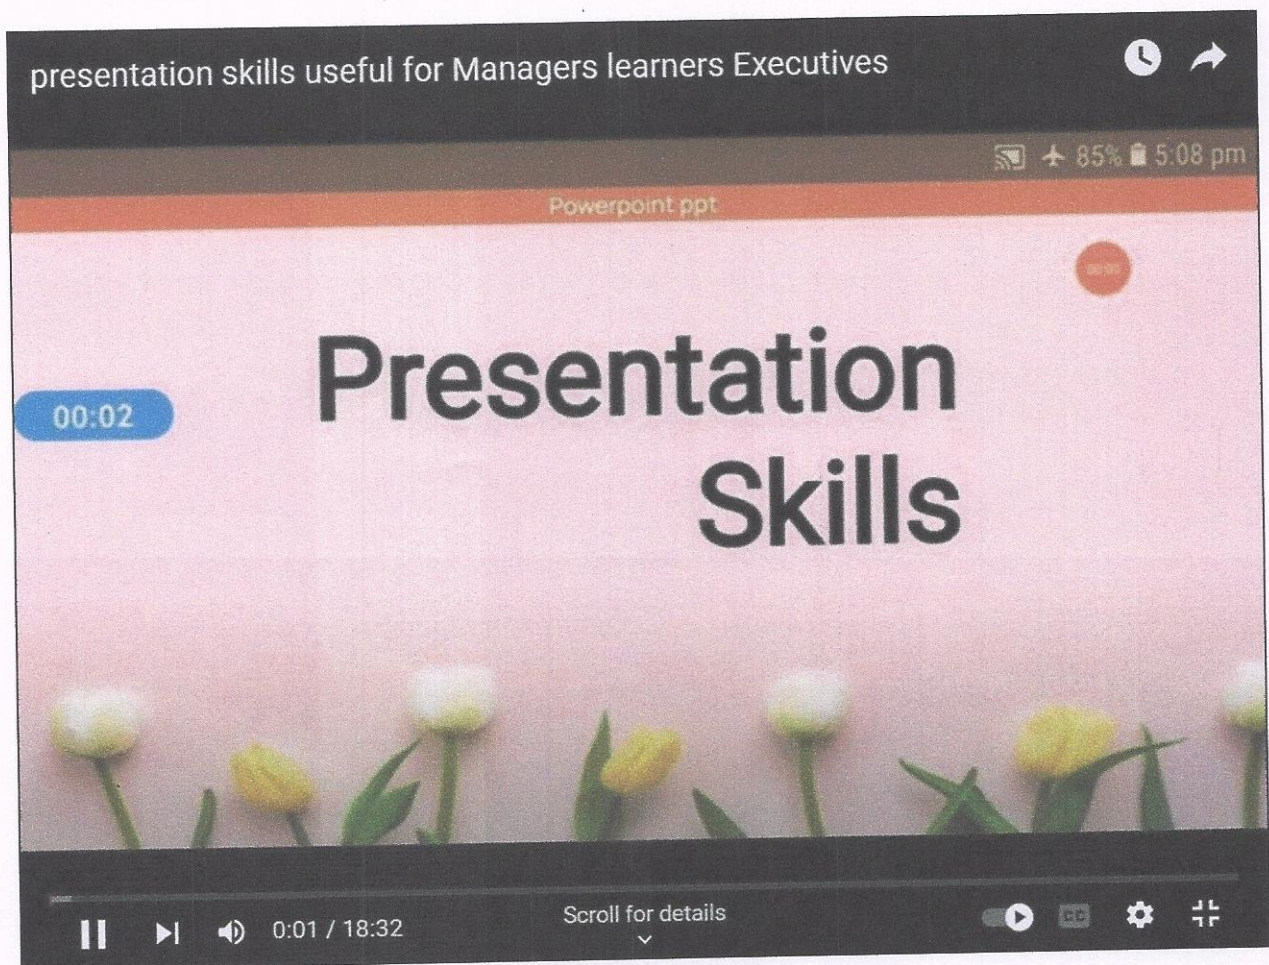 presentation skills useful for Managers learners Executives
85% 5:08 pm
Powerpoint ppt
00:02
Presentation
Skills
0:01 / 18:32
Scroll for details
CC